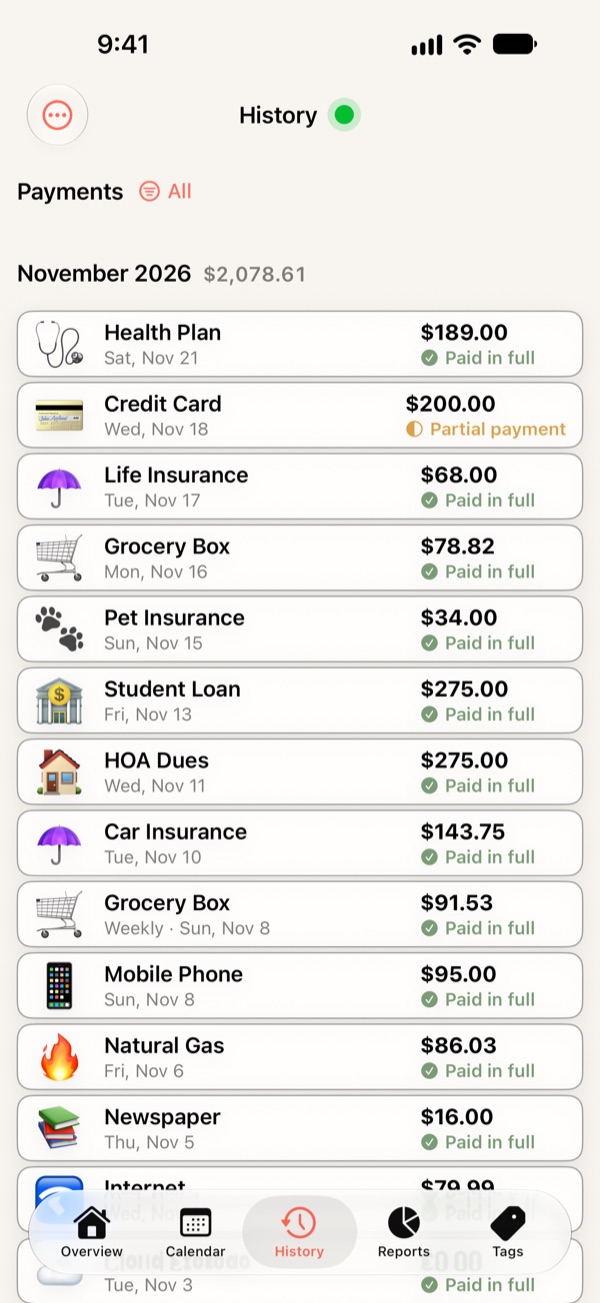 9:41
History
Payments All
November 2026 $2,078.61
Health Plan $189.00
Sat, Nov 21 Paid in full
Credit Card $200.00
Wed, Nov 18 Partial payment
Life Insurance $68.00
Tue, Nov 17 Paid in full
Grocery Box $78.82
Mon, Nov 16 Paid in full
Pet Insurance $34.00
Sun, Nov 15 Paid in full
Student Loan $275.00
Fri, Nov 13 Paid in full
HOA Dues $275.00
Wed, Nov 11 Paid in full
Car Insurance $143.75
Tue, Nov 10 Paid in full
Grocery Box $91.53
Weekly · Sun, Nov 8 Paid in full
Mobile Phone $95.00
Sun, Nov 8 Paid in full
Natural Gas $86.03
Fri, Nov 6 Paid in full
Newspaper $16.00
Thu, Nov 5 Paid in full
Internet $79.99
Overview Calendar History Reports Tags
Tue, Nov 3 Paid in full